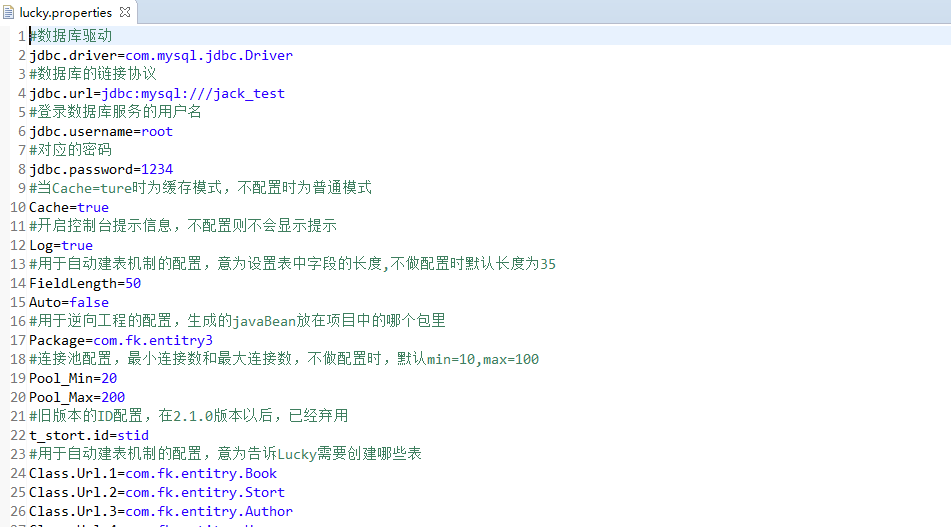 lucky.properties
1 #数据库驱动
2 jdbc.driver=com.mysql.jdbc.Driver
3 #数据库的链接协议
4 jdbc.url=jdbc:mysql:///jack_test
5 #登录数据库服务的用户名
6 jdbc.username=root
7 #对应的密码
8 jdbc.password=1234
9 #当Cache=ture时为缓存模式，不配置时为普通模式
10 Cache=true
11 #开启控制台提示信息，不配置则不会显示提示
12 Log=true
13 #用于自动建表机制的配置，意为设置表中字段的长度,不做配置时默认长度为35
14 FieldLength=50
15 Auto=false
16 #用于逆向工程的配置，生成的javaBean放在项目中的哪个包里
17 Package=com.fk.entitry3
18 #连接池配置，最小连接数和最大连接数，不做配置时，默认min=10,max=100
19 Pool_Min=20
20 Pool_Max=200
21 #旧版本的ID配置，在2.1.0版本以后，已经弃用
22 t_stort.id=stid
23 #用于自动建表机制的配置，意为告诉Lucky需要创建哪些表
24 Class.Url.1=com.fk.entitry.Book
25 Class.Url.2=com.fk.entitry.Stort
26 Class.Url.3=com.fk.entitry.Author